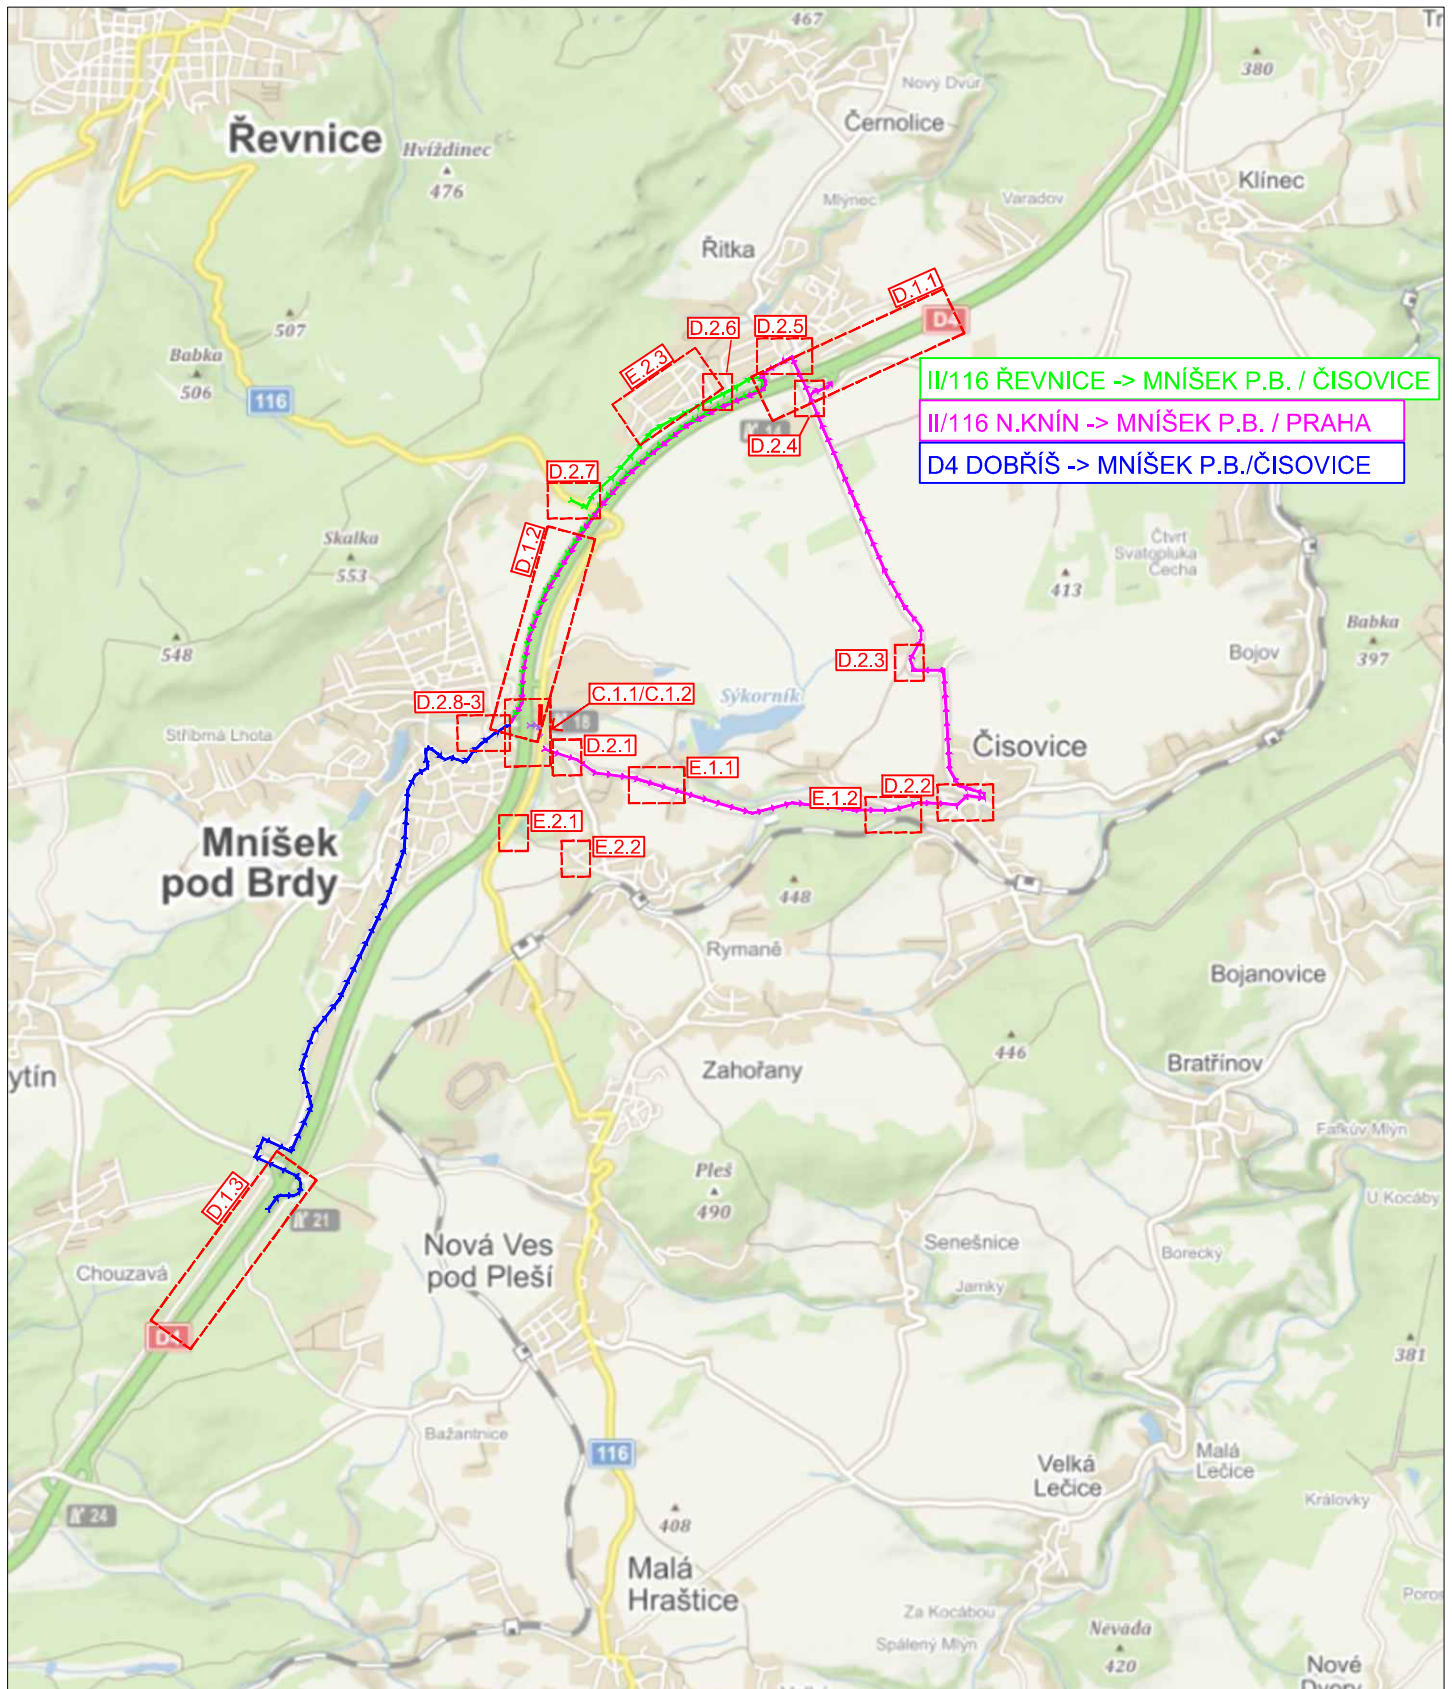 467
380
Nový Dvůr
Černolice
Řevnice
Hvíždinec
476
Klínec
Mlýnec
Varadov
Řitka
D.1.1
D4
507
D.2.6
D.2.5
Babka
506
E.2.3
116
II/116 ŘEVNICE -> MNÍŠEK P.B. / ČISOVICE
II/116 N.KNÍN -> MNÍŠEK P.B. / PRAHA
D4 DOBŘÍŠ -> MNÍŠEK P.B./ČISOVICE
14
D.2.4
D.2.7
Skalka
553
D.1.2
Čtvrť
Svatopluka
Čecha
413
Babka
397
548
Bojov
D.2.3
C.1.1/C.1.2
Sýkorník
D.2.8-3
18
Stříbrná Lhota
D.2.1
Čisovice
E.1.1
E.1.2
D.2.2
E.2.1
E.2.2
Mníšek
pod Brdy
448
Rymaně
Bojanovice
446
Zahořany
Bratřínov
ytín
Fafkův Mlýn
Pleš
490
U Kocáby
D.1.3
21
Nová Ves
pod Pleší
Senešnice
Borecký
Chouzavá
Jamky
D4
381
Bažantnice
116
Velká
Lečice
Malá
Lečice
Královky
24
408
Malá
Hraštice
Za Kocábou
Spálený Mlýn
Nevada
420
Nové
Dvory